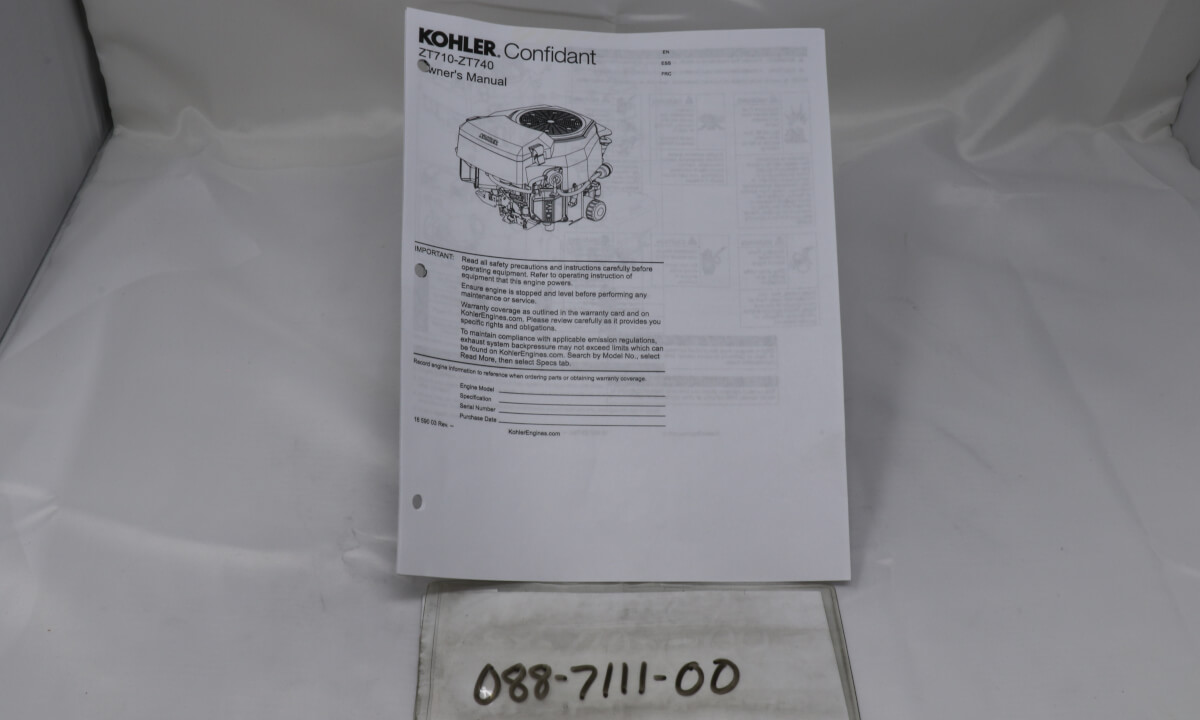 KOHLER. Confidant
ZT710-ZT740
wner's Manual
EN
ESS
FRC
IMPORTANT:
Read all safety precautions and instructions carefully before
operating equipment. Refer to operating instruction of
equipment that this engine powers.
Ensure engine is stopped and level before performing any
maintenance or service.
Warranty coverage as outlined in the warranty card and on
KohlerEngines.com. Please review carefully as it provides you
specific rights and obligations.
To maintain compliance with applicable emission regulations,
exhaust system backpressure may not exceed limits which can
be found on KohlerEngines.com. Search by Model No., select
Read More, then select Specs tab.
Record engine information to reference when ordering parts or obtaining warranty coverage.
Engine Model
Specification
Serial Number
Purchase Date
16 590 03 Rev. --
KohlerEngines.com
088-7111-00